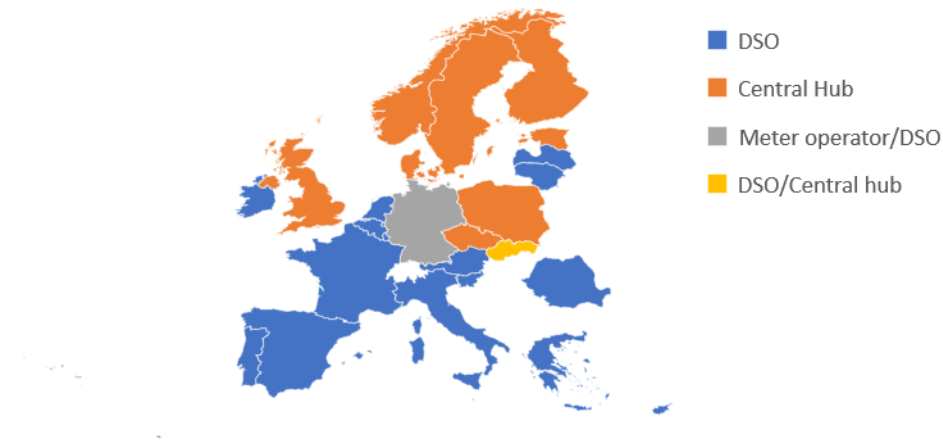 DSO
Central Hub
Meter operator/DSO
DSO/Central hub